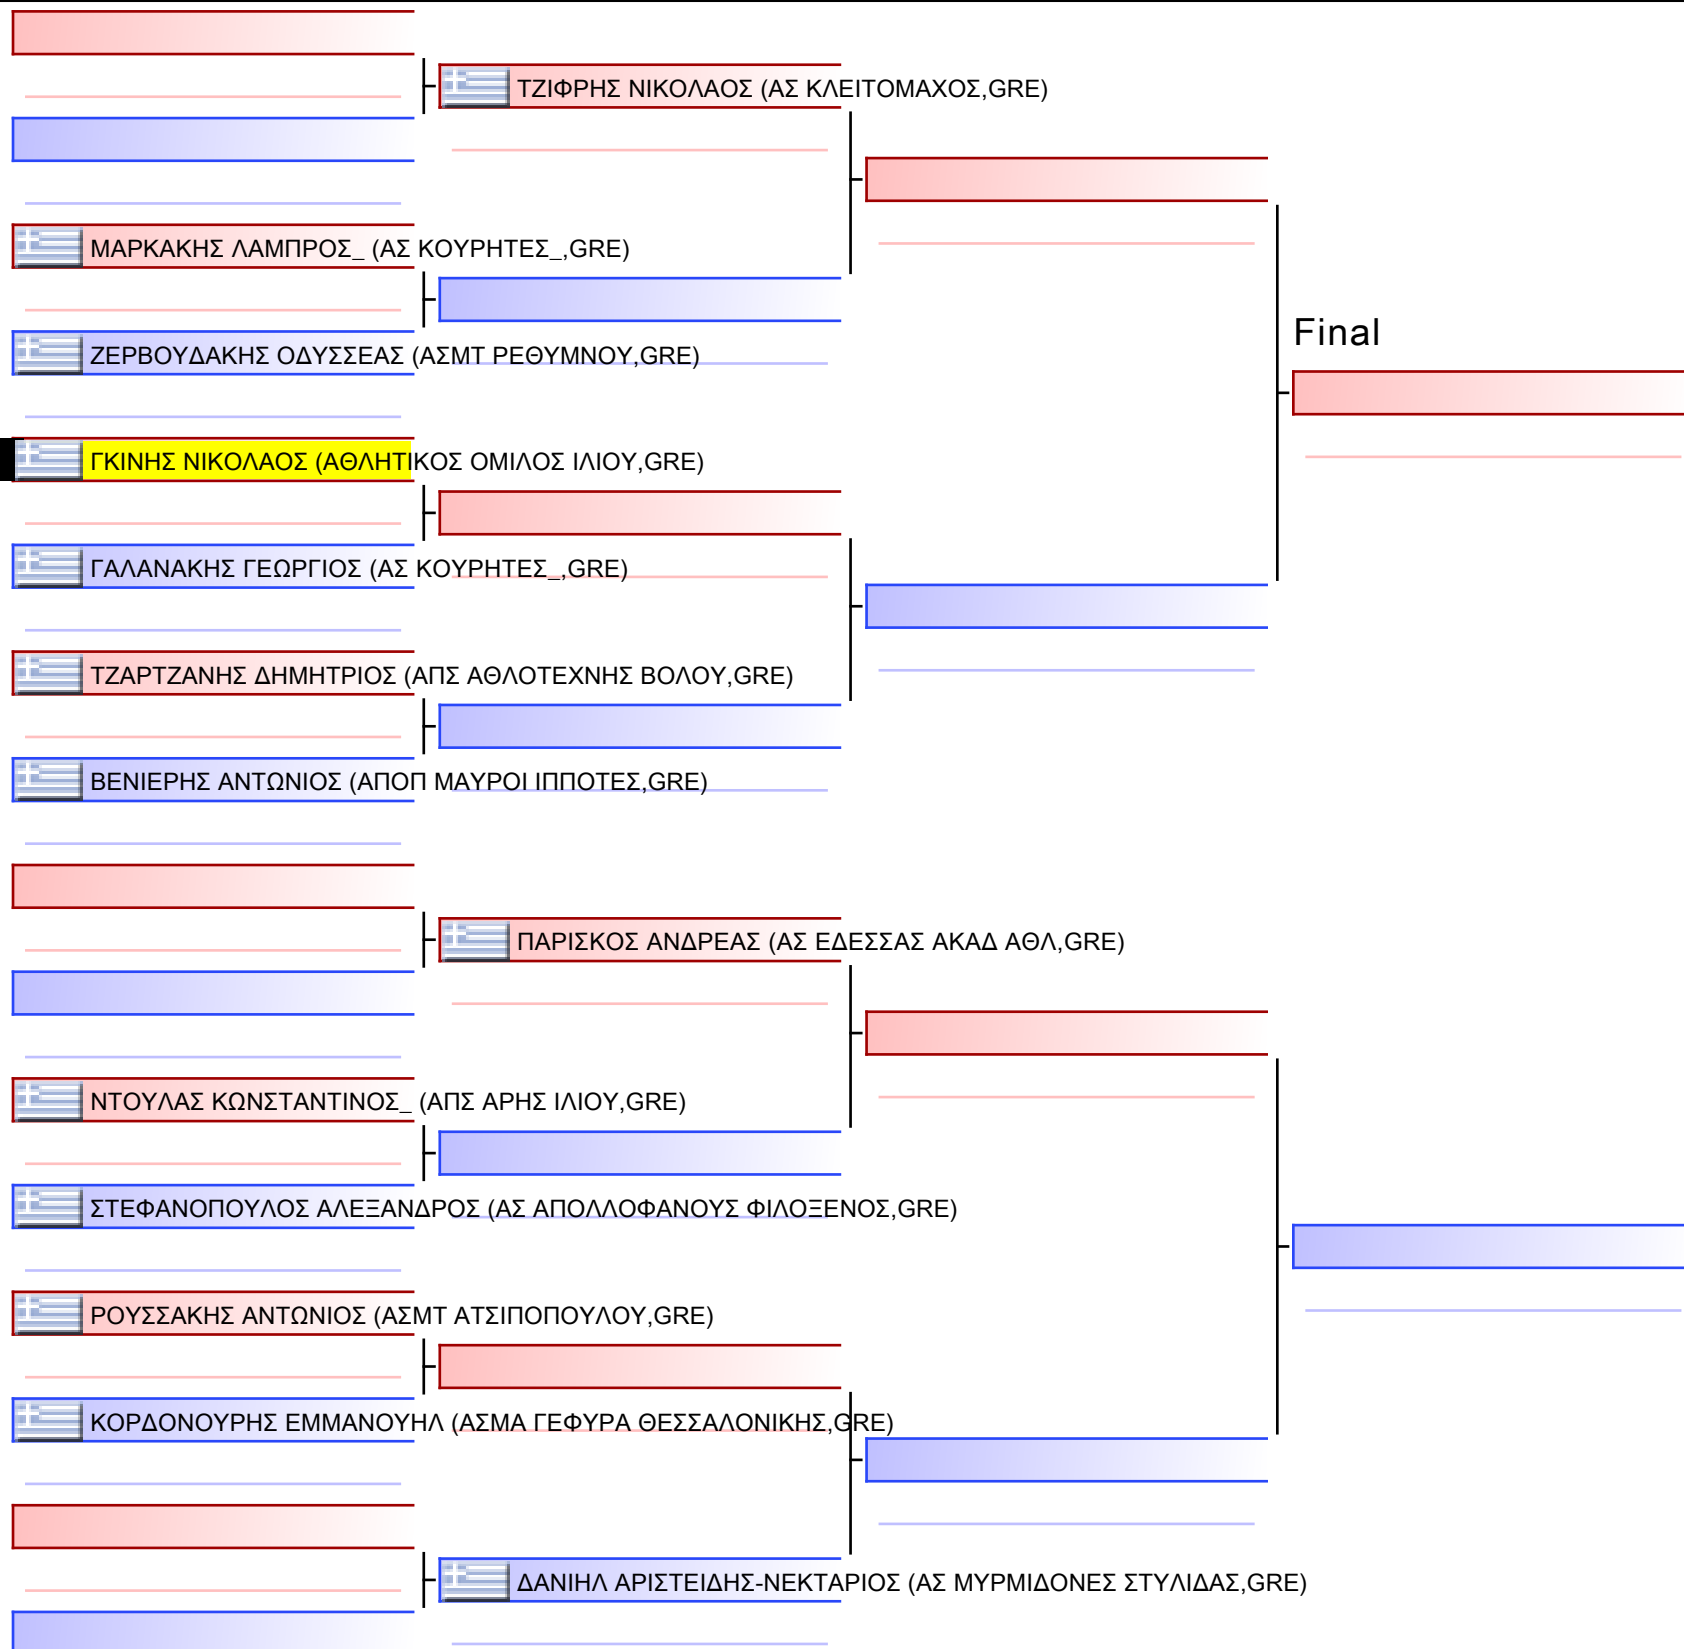 ΤΖΙΦΡΗΣ ΝΙΚΟΛΑΟΣ (ΑΣ ΚΛΕΙΤΟΜΑΧΟΣ,GRE)
ΜΑΡΚΑΚΗΣ ΛΑΜΠΡΟΣ_ (ΑΣ ΚΟΥΡΗΤΕΣ_,GRE)
Final
ΖΕΡΒΟΥΔΑΚΗΣ ΟΔΥΣΣΕΑΣ (ΑΣΜΤ ΡΕΘΥΜΝΟΥ,GRE)
ΓΚΙΝΗΣ ΝΙΚΟΛΑΟΣ (ΑΘΛΗΤΙΚΟΣ ΟΜΙΛΟΣ ΙΛΙΟΥ,GRE)
ΓΑΛΑΝΑΚΗΣ ΓΕΩΡΓΙΟΣ (ΑΣ ΚΟΥΡΗΤΕΣ_,GRE)
ΤΖΑΡΤΖΑΝΗΣ ΔΗΜΗΤΡΙΟΣ (ΑΠΣ ΑΘΛΟΤΕΧΝΗΣ ΒΟΛΟΥ,GRE)
ΒΕΝΙΕΡΗΣ ΑΝΤΩΝΙΟΣ (ΑΠΟΠ ΜΑΥΡΟΙ ΙΠΠΟΤΕΣ,GRE)
ΠΑΡΙΣΚΟΣ ΑΝΔΡΕΑΣ (ΑΣ ΕΔΕΣΣΑΣ ΑΚΑΔ ΑΘΛ,GRE)
ΝΤΟΥΛΑΣ ΚΩΝΣΤΑΝΤΙΝΟΣ_ (ΑΠΣ ΑΡΗΣ ΙΛΙΟΥ,GRE)
ΣΤΕΦΑΝΟΠΟΥΛΟΣ ΑΛΕΞΑΝΔΡΟΣ (ΑΣ ΑΠΟΛΛΟΦΑΝΟΥΣ ΦΙΛΟΞΕΝΟΣ,GRE)
ΡΟΥΣΣΑΚΗΣ ΑΝΤΩΝΙΟΣ (ΑΣΜΤ ΑΤΣΙΠΟΠΟΥΛΟΥ,GRE)
ΚΟΡΔΟΝΟΥΡΗΣ ΕΜΜΑΝΟΥΗΛ (ΑΣΜΑ ΓΕΦΥΡΑ ΘΕΣΣΑΛΟΝΙΚΗΣ,GRE)
ΔΑΝΙΗΛ ΑΡΙΣΤΕΙΔΗΣ-ΝΕΚΤΑΡΙΟΣ (ΑΣ ΜΥΡΜΙΔΟΝΕΣ ΣΤΥΛΙΔΑΣ,GRE)